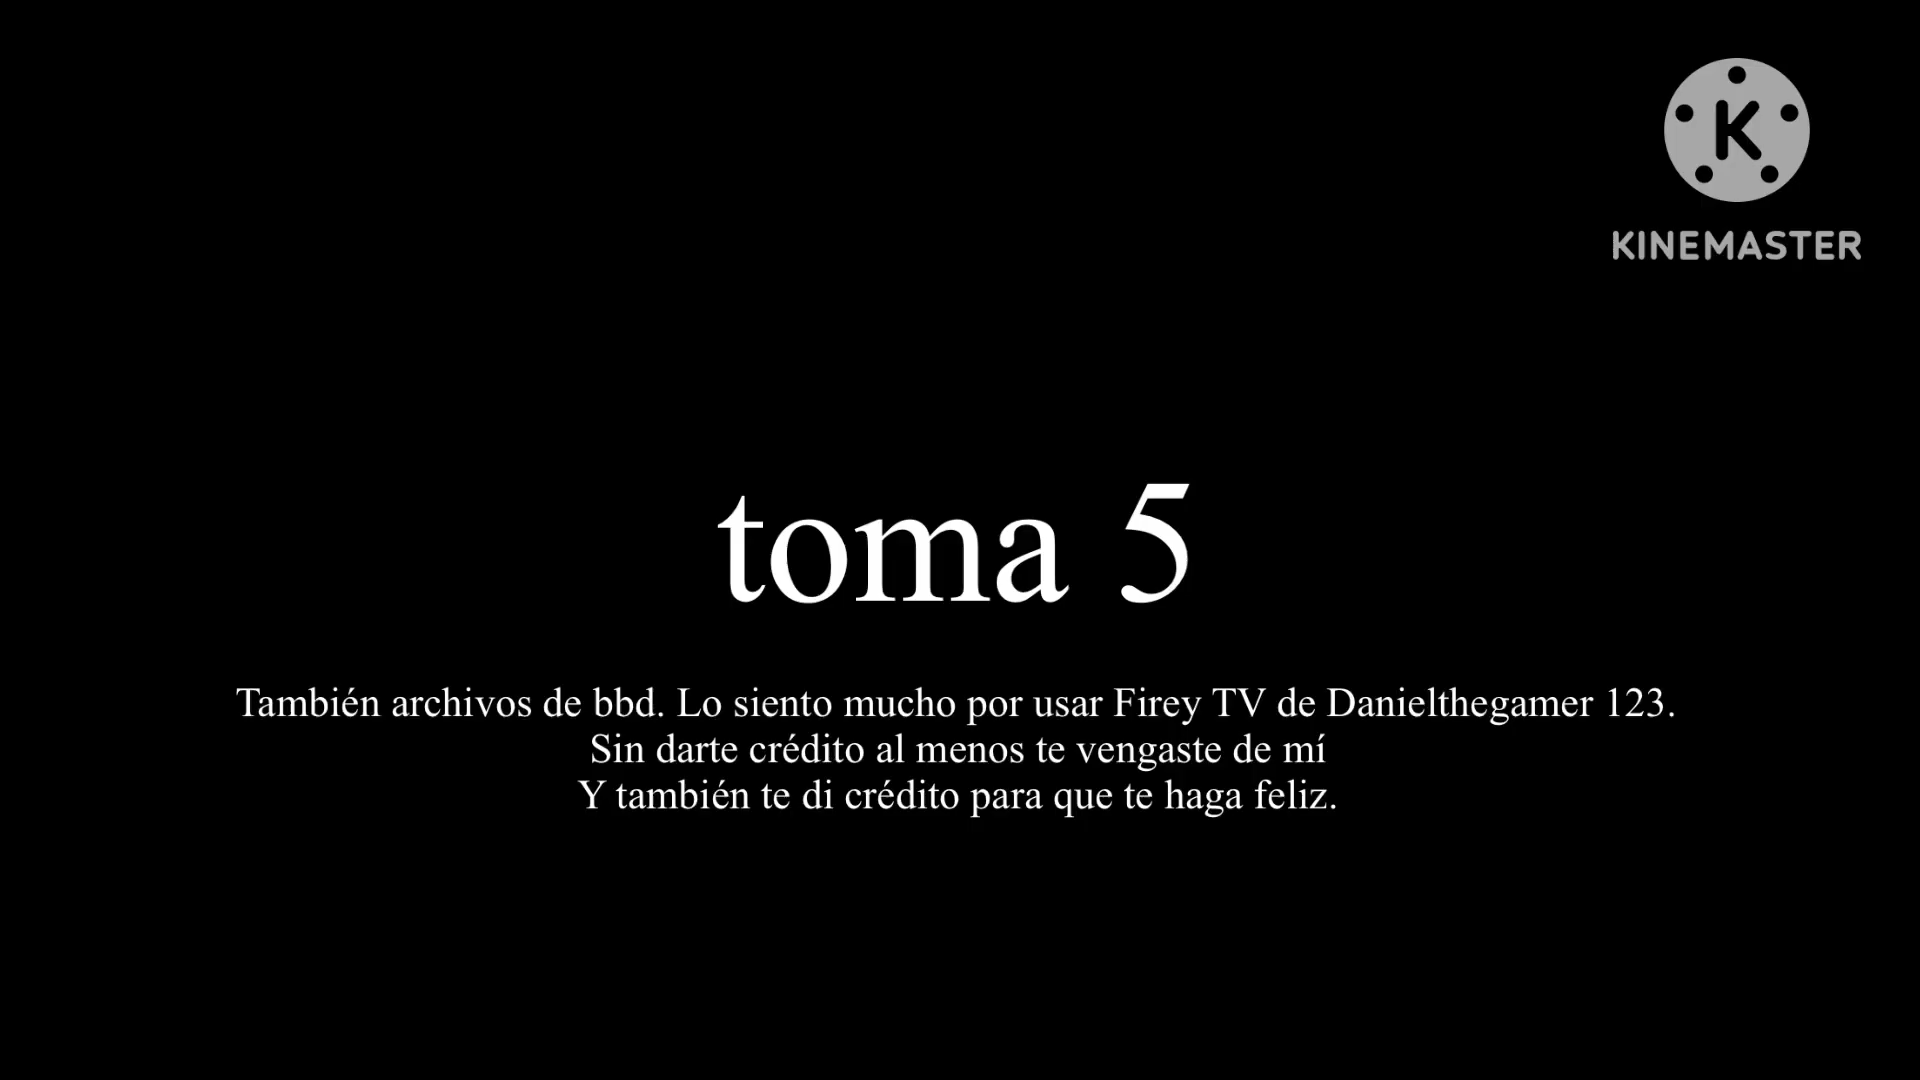 K
KINEMASTER
toma 5
También archivos de bbd. Lo siento mucho por usar Firey TV de Danielthegamer 123.
Sin darte crédito al menos te vengaste de mí
Y también te di crédito para que te haga feliz.